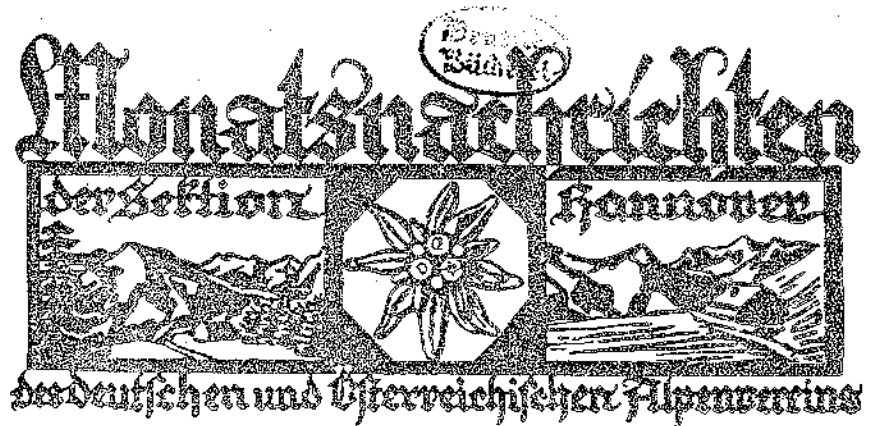 Monatsnachrichten
der Sektion Hannover
des deutschen und Österreichischen Alpenvereins